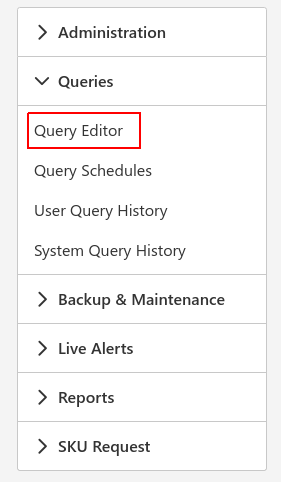 Administration
Queries
Query Editor
Query Schedules
User Query History
System Query History
Backup & Maintenance
Live Alerts
Reports
SKU Request